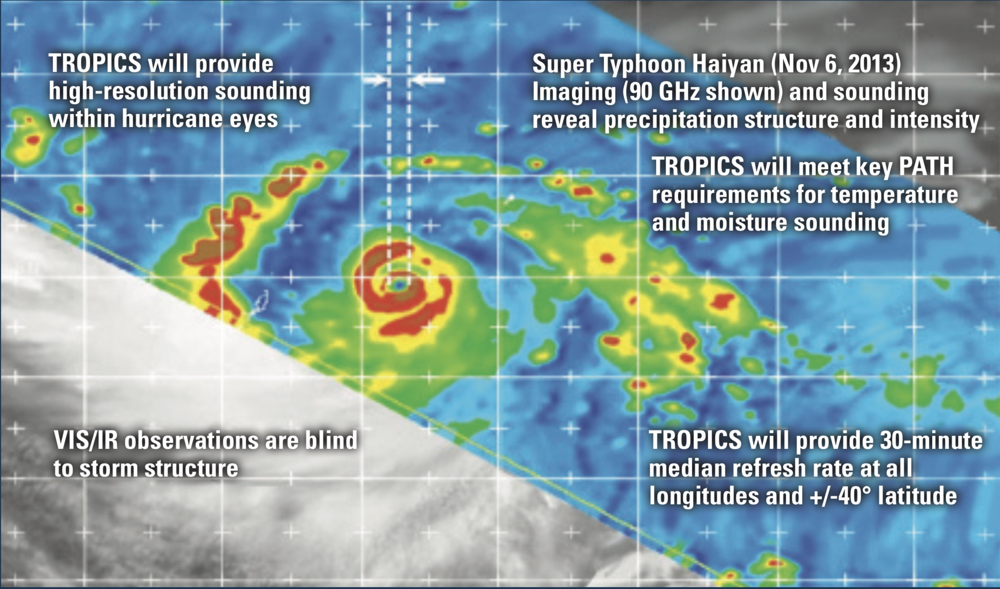 TROPICS will provide
high-resolution sounding
within hurricane eyes
Super Typhoon Haiyan (Nov 6, 2013)
Imaging (90 GHz shown) and sounding
reveal precipitation structure and intensity
TROPICS will meet key PATH
requirements for temperature
and moisture sounding
VIS/IR observations are blind
to storm structure
TROPICS will provide 30-minute
median refresh rate at all
longitudes and +/-40° latitude